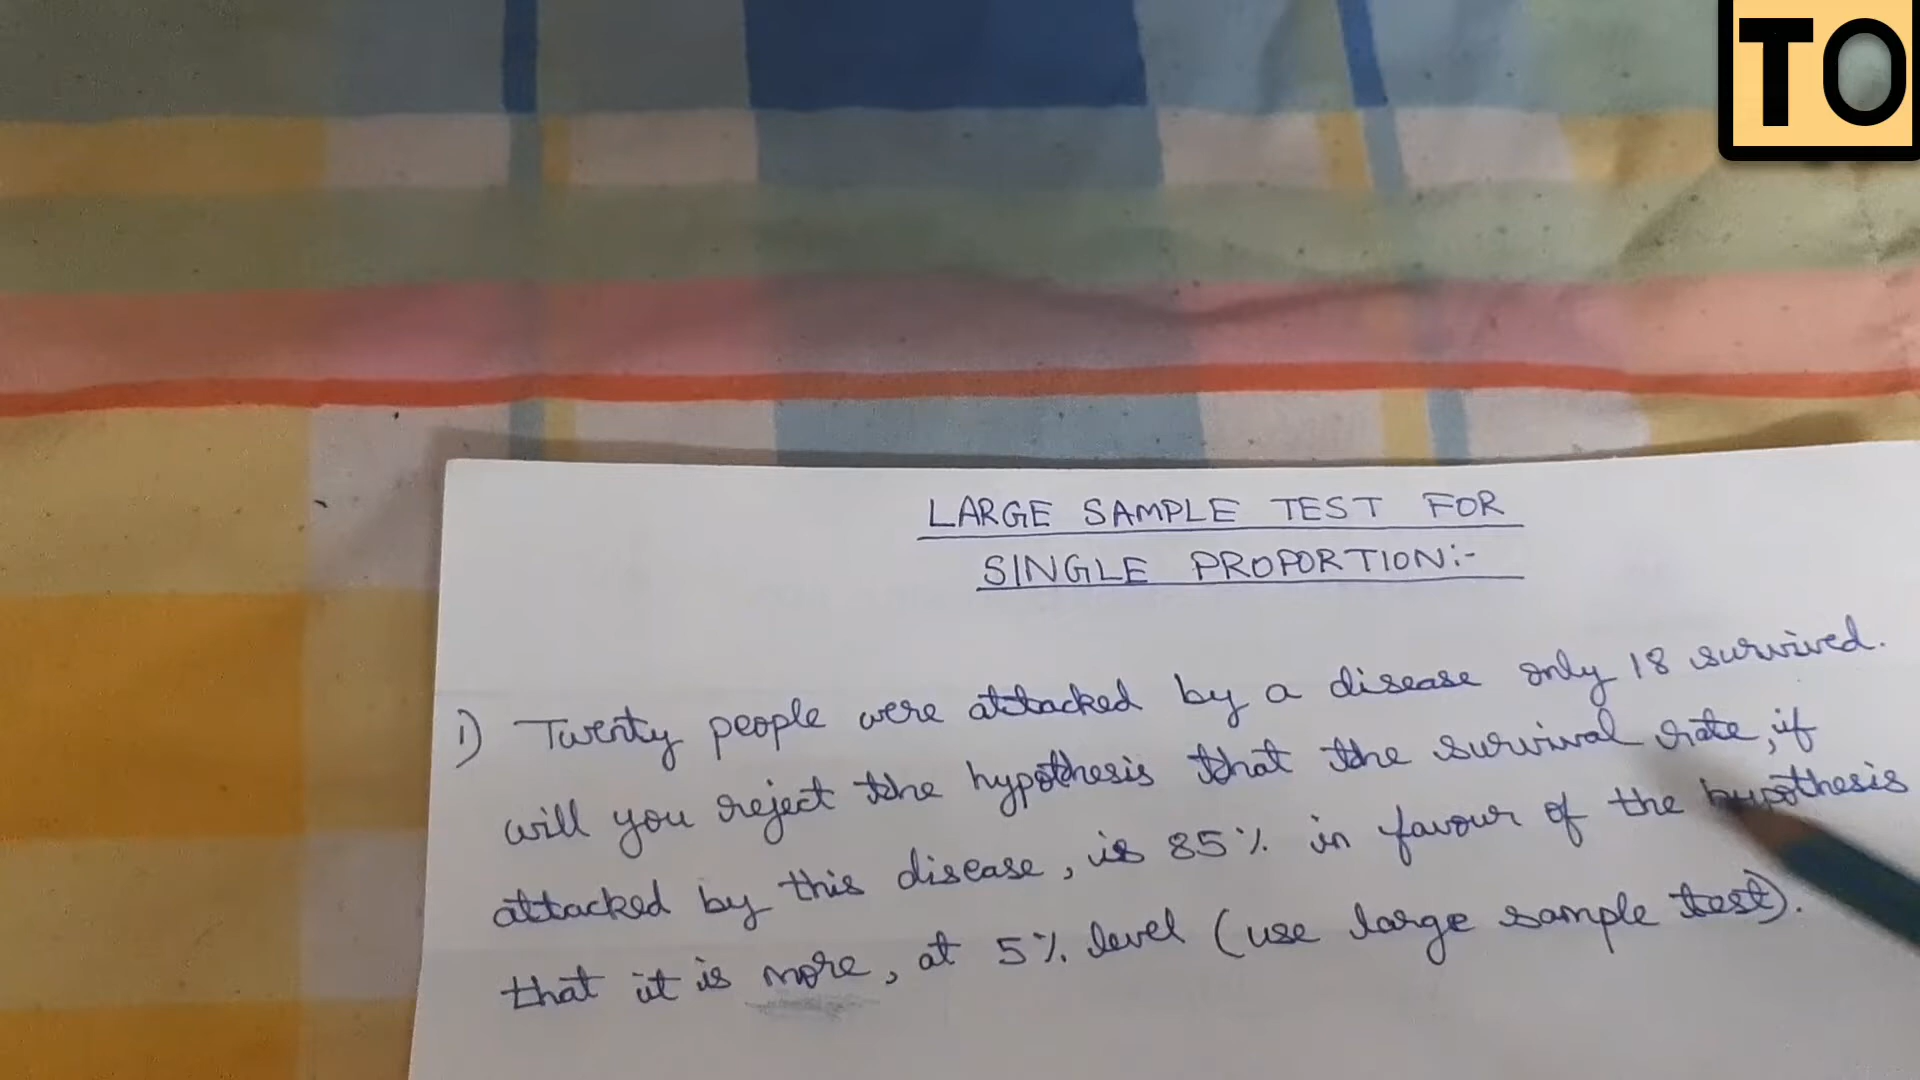 TO
LARGE SAMPLE TEST FOR
SINGLE PROPORTION:-
1) Twenty people were attacked by a disease only 18 survived.
will you reject the hypothesis that the survival rate, if
attacked by this disease, is 85% in favour of the hypothesis
that it is more, at 5% level (use large sample test).